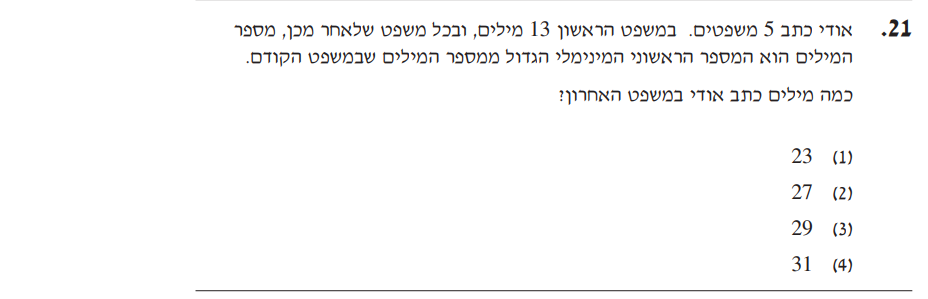 21. אודי כתב 5 משפטים. במשפט הראשון 13 מילים, ובכל משפט שלאחר מכן, מספר
המילים הוא המספר הראשוני המינימלי הגדול ממספר המילים שבמשפט הקודם.
כמה מילים כתב אודי במשפט האחרון?
(1) 23
(2) 27
(3) 29
(4) 31